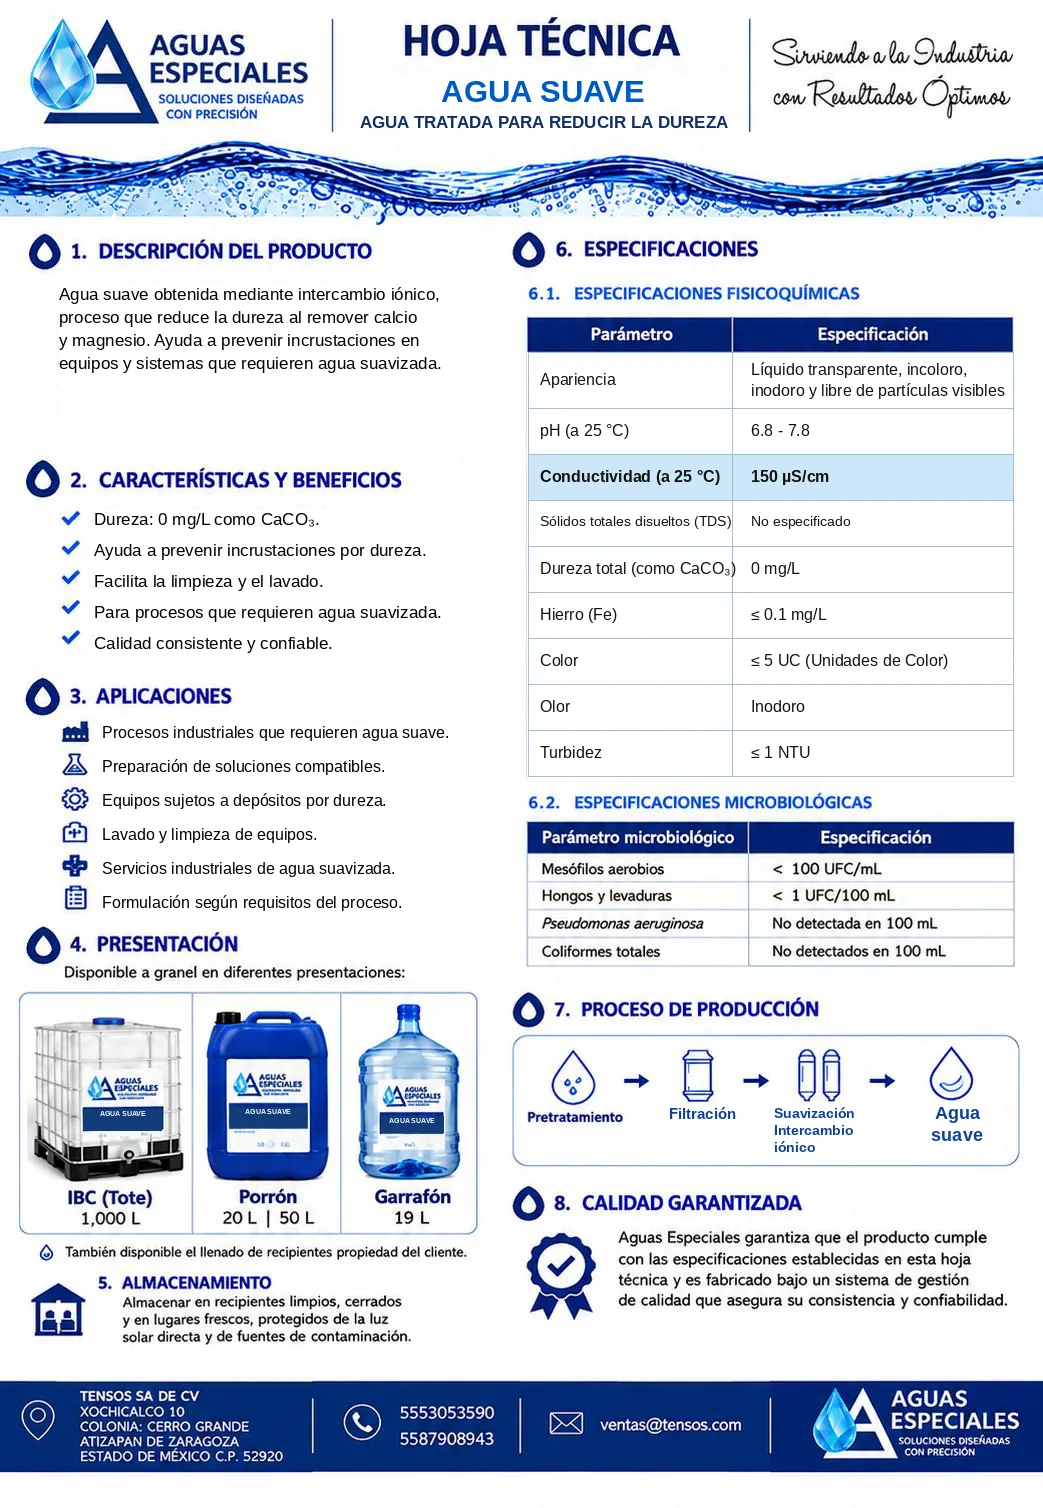 AGUAS
ESPECIALES
SOLUCIONES DISEÑADAS
CON PRECISIÓN
HOJA TÉCNICA
AGUA SUAVE
AGUA TRATADA PARA REDUCIR LA DUREZA
Sirviendo a la Industria
con Resultados Óptimos
1. DESCRIPCIÓN DEL PRODUCTO
Agua suave obtenida mediante intercambio iónico,
proceso que reduce la dureza al remover calcio
y magnesio. Ayuda a prevenir incrustaciones en
equipos y sistemas que requieren agua suavizada.
2. CARACTERÍSTICAS Y BENEFICIOS
Dureza: 0 mg/L como CaCO₃.
Ayuda a prevenir incrustaciones por dureza.
Facilita la limpieza y el lavado.
Para procesos que requieren agua suavizada.
Calidad consistente y confiable.
3. APLICACIONES
Procesos industriales que requieren agua suave.
Preparación de soluciones compatibles.
Equipos sujetos a depósitos por dureza.
Lavado y limpieza de equipos.
Servicios industriales de agua suavizada.
Formulación según requisitos del proceso.
4. PRESENTACIÓN
Disponible a granel en diferentes presentaciones:
AGUAS
ESPECIALES
AGUA SUAVE
AGUAS
ESPECIALES
AGUA SUAVE
AGUAS
ESPECIALES
AGUA SUAVE
IBC (Tote)
1,000 L
Porrón
20 L | 50 L
Garrafón
19 L
También disponible el llenado de recipientes propiedad del cliente.
5. ALMACENAMIENTO
Almacenar en recipientes limpios, cerrados
y en lugares frescos, protegidos de la luz
solar directa y de fuentes de contaminación.
6. ESPECIFICACIONES
6.1. ESPECIFICACIONES FISICOQUÍMICAS
Parámetro Especificación
Apariencia Líquido transparente, incoloro,
inodoro y libre de partículas visibles
pH (a 25 °C) 6.8 - 7.8
Conductividad (a 25 °C) 150 µS/cm
Sólidos totales disueltos (TDS) No especificado
Dureza total (como CaCO₃) 0 mg/L
Hierro (Fe) ≤ 0.1 mg/L
Color ≤ 5 UC (Unidades de Color)
Olor Inodoro
Turbidez ≤ 1 NTU
6.2. ESPECIFICACIONES MICROBIOLÓGICAS
Parámetro microbiológico Especificación
Mesófilos aerobios < 100 UFC/mL
Hongos y levaduras < 1 UFC/100 mL
Pseudomonas aeruginosa No detectada en 100 mL
Coliformes totales No detectados en 100 mL
7. PROCESO DE PRODUCCIÓN
Pretratamiento
Filtración
Suavización
Intercambio
iónico
Agua
suave
8. CALIDAD GARANTIZADA
Aguas Especiales garantiza que el producto cumple
con las especificaciones establecidas en esta hoja
técnica y es fabricado bajo un sistema de gestión
de calidad que asegura su consistencia y confiabilidad.
TENSOS SA DE CV
XOCHICALCO 10
COLONIA: CERRO GRANDE
ATIZAPAN DE ZARAGOZA
ESTADO DE MÉXICO C.P. 52920
5553053590
5587908943
ventas@tensos.com
AGUAS
ESPECIALES
SOLUCIONES DISEÑADAS
CON PRECISIÓN